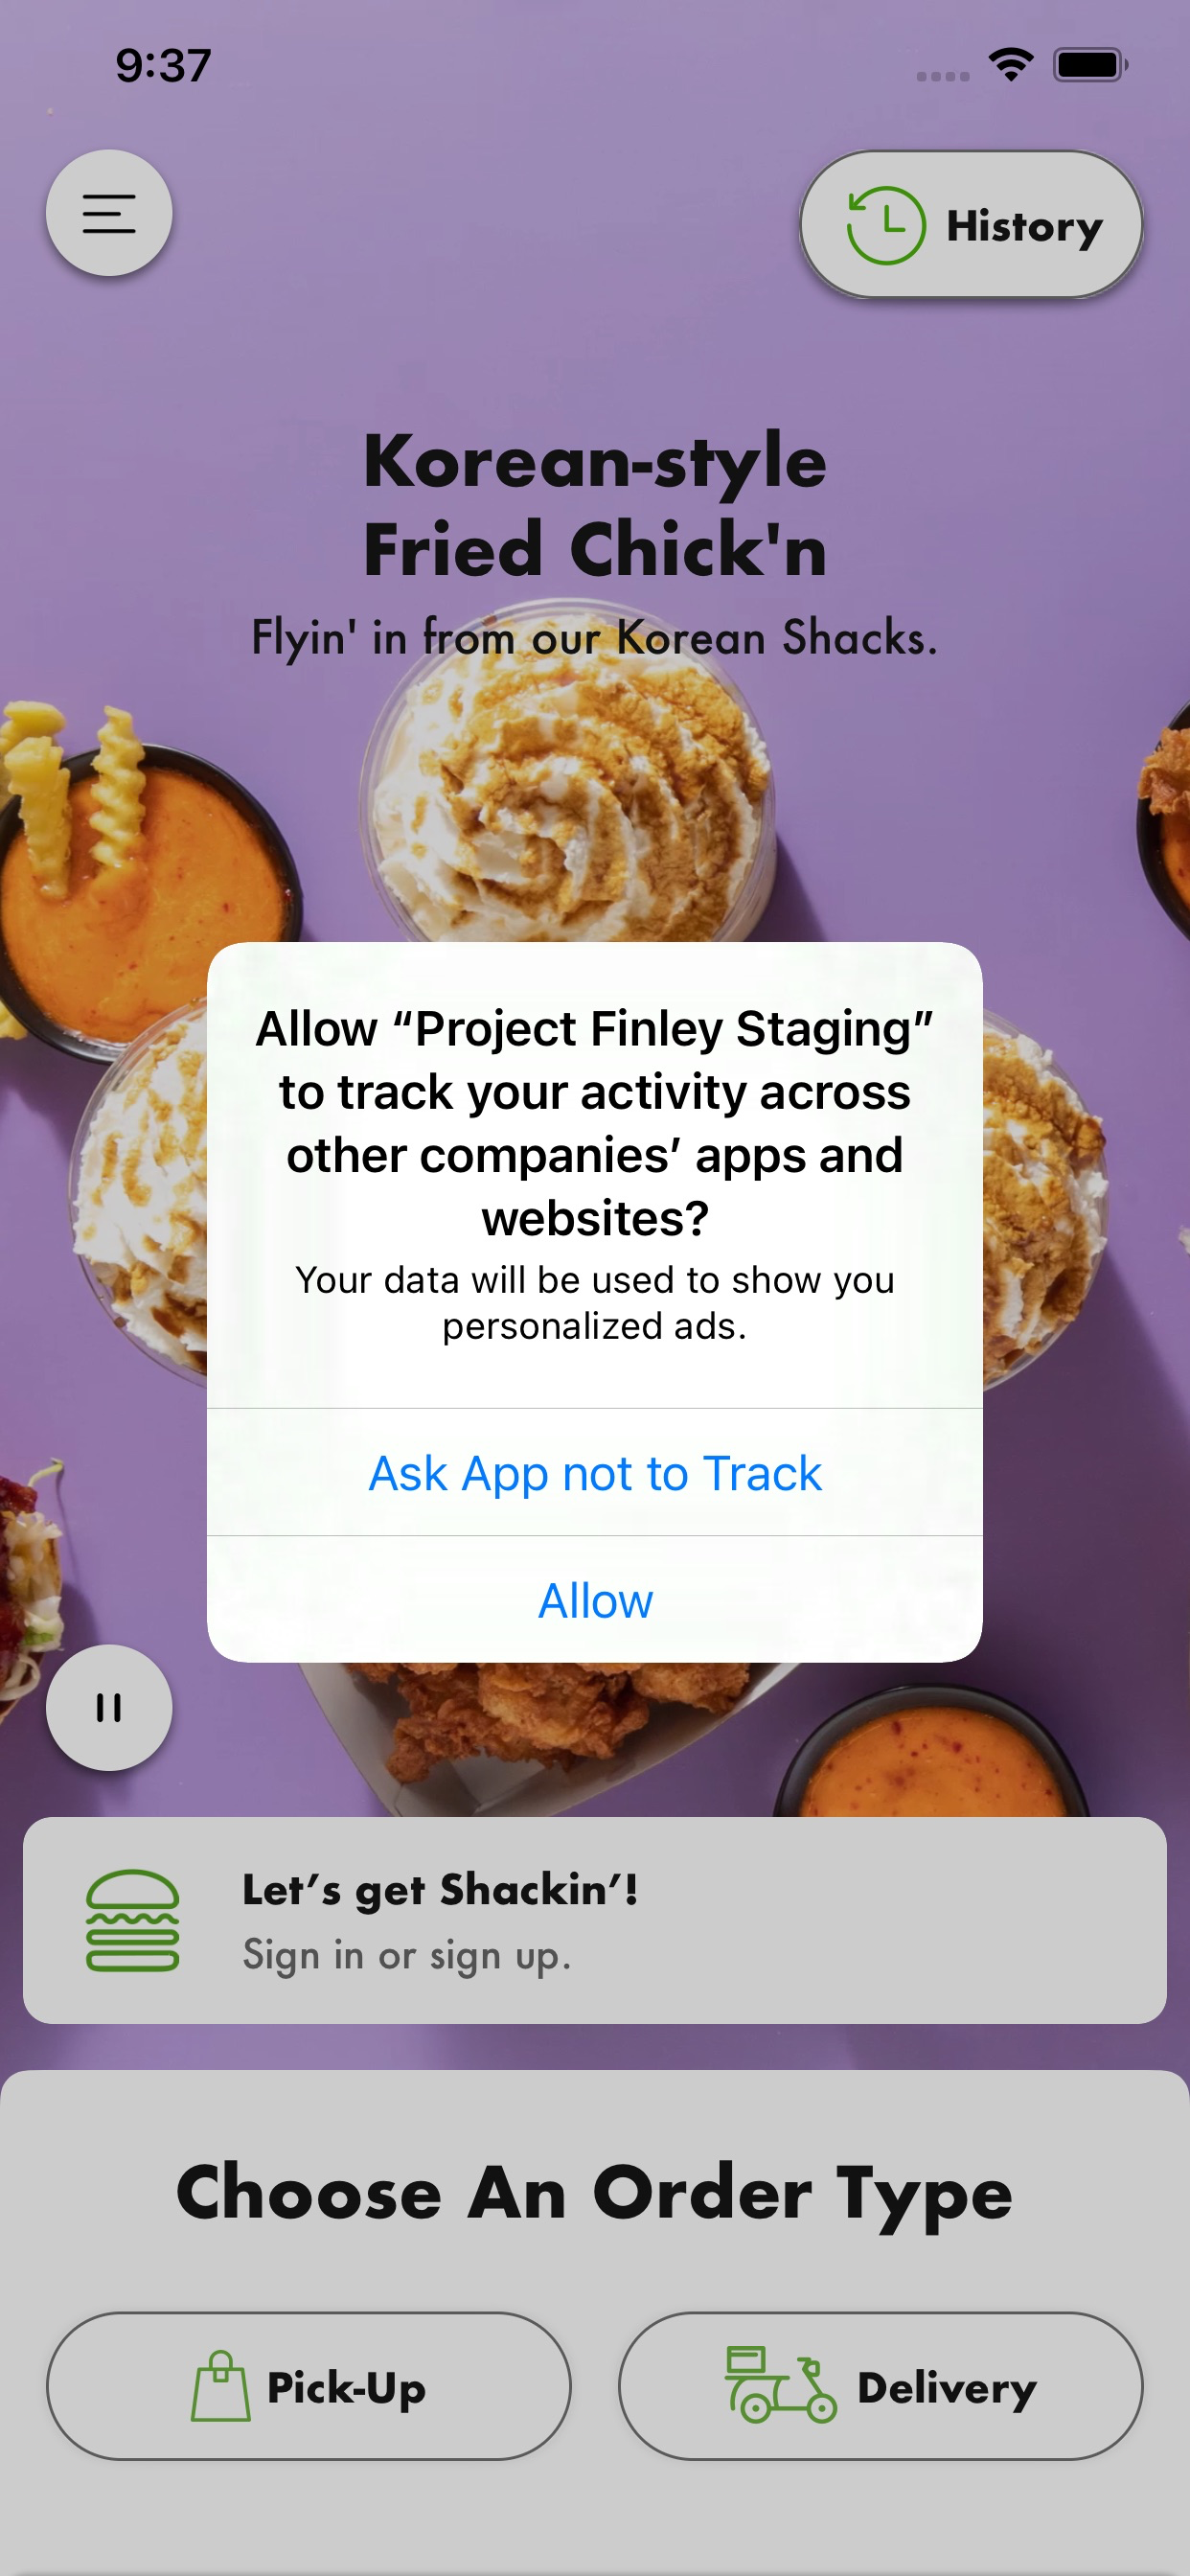 9:37
History
Korean-style
Fried Chick'n
Flyin' in from our Korean Shacks.
Allow “Project Finley Staging”
to track your activity across
other companies’ apps and
websites?
Your data will be used to show you
personalized ads.
Ask App not to Track
Allow
Let’s get Shackin’!
Sign in or sign up.
Choose An Order Type
Pick-Up
Delivery